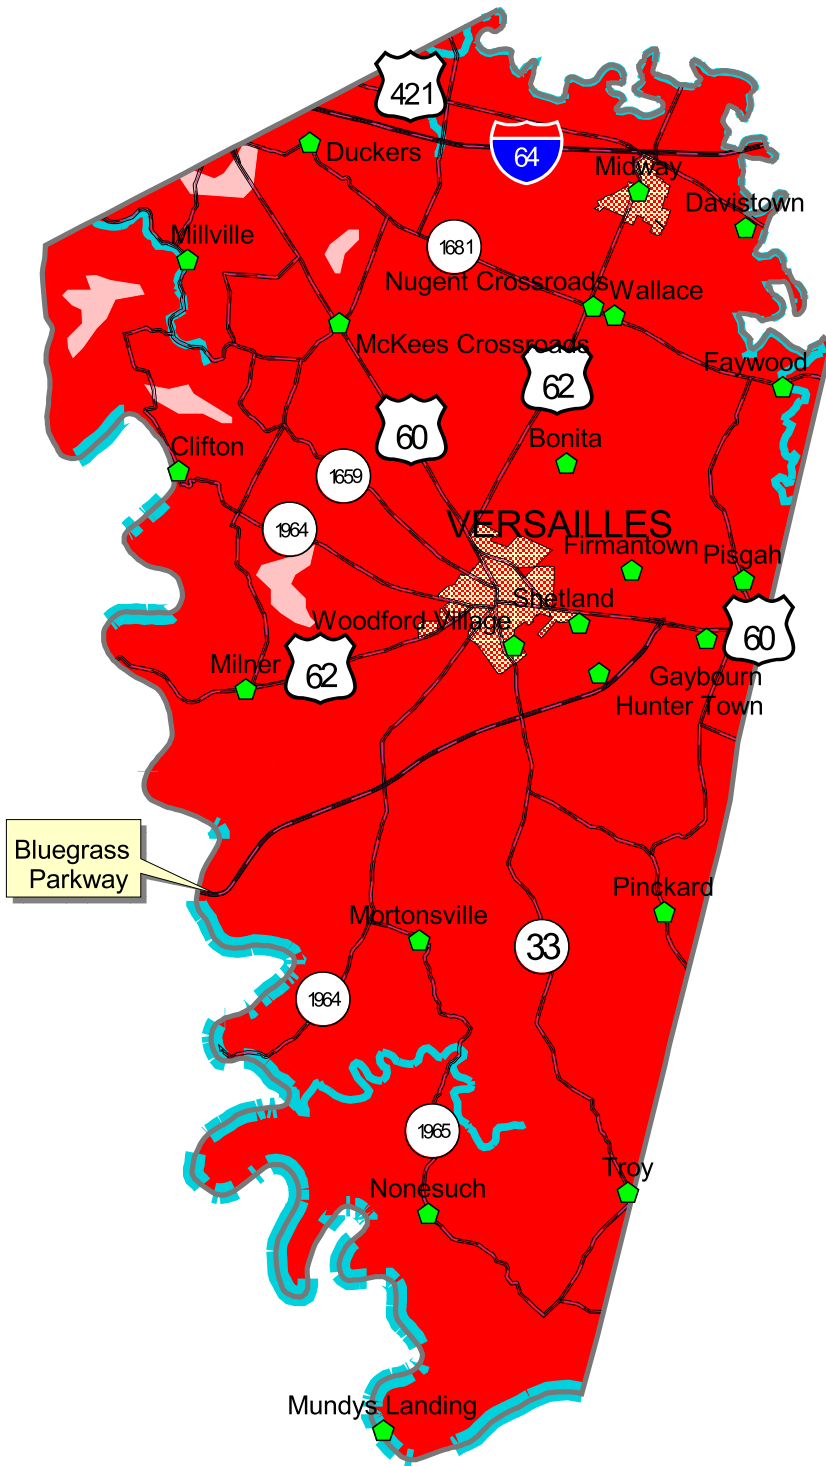 421
64
Duckers
Midway
Davistown
Millville
1681
Nugent Crossroads
Wallace
McKees Crossroads
Faywood
62
60
Bonita
Clifton
1659
1964
VERSAILLES
Firmantown
Pisgah
Shetland
Woodford Village
60
Milner
62
Gaybourn
Hunter Town
Bluegrass
Parkway
Pinckard
Mortonsville
33
1964
1965
Troy
Nonesuch
Mundys Landing